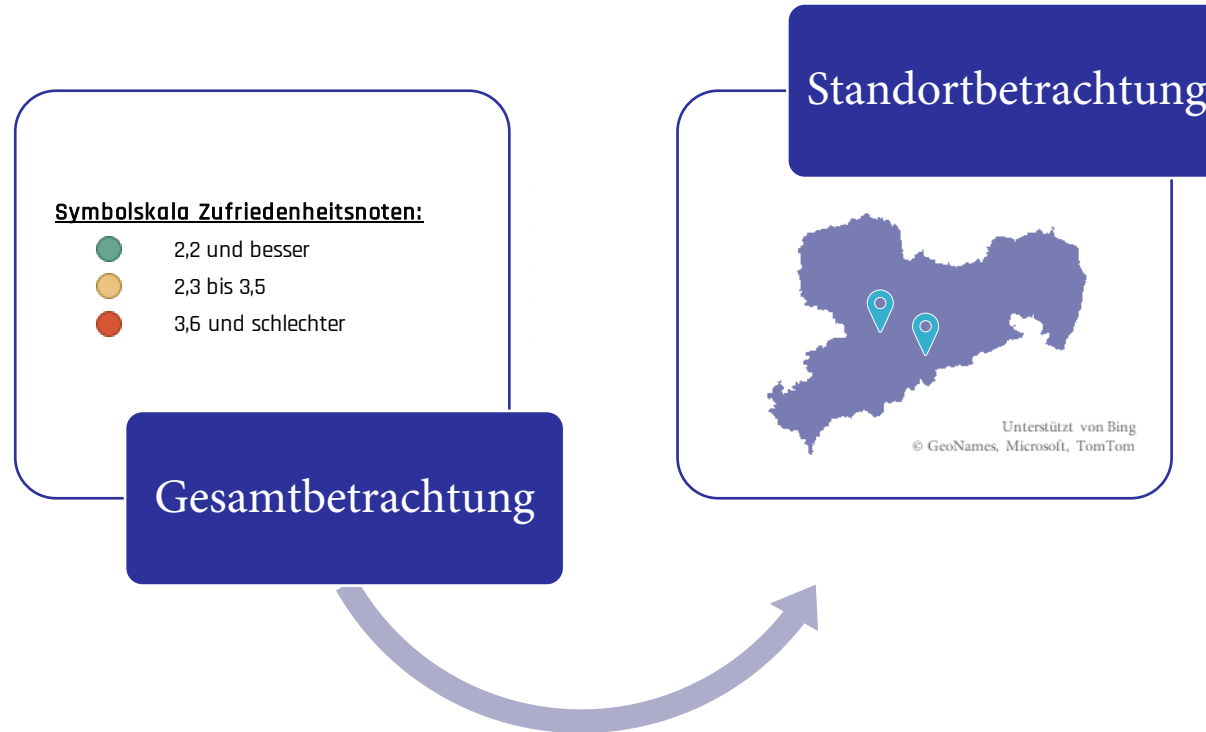 Symbolskala Zufriedenheitsnoten:
2,2 und besser
2,3 bis 3,5
3,6 und schlechter
Gesamtbetrachtung
Standortbetrachtung
Unterstützt von Bing
© GeoNames, Microsoft, TomTom